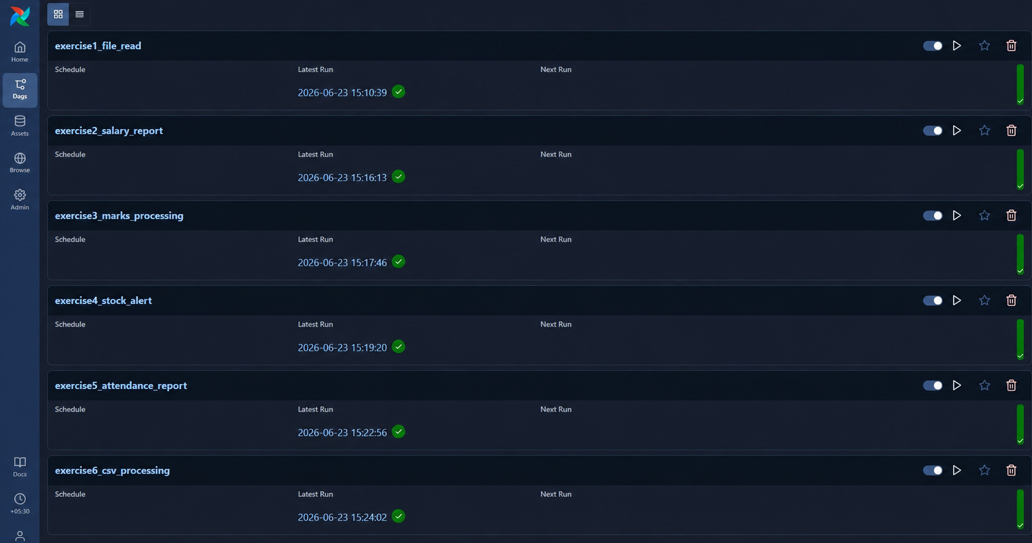 Home
Dags
Assets
Browse
Admin
Docs
+05:30
exercise1_file_read
Schedule Latest Run Next Run
2026-06-23 15:10:39
exercise2_salary_report
Schedule Latest Run Next Run
2026-06-23 15:16:13
exercise3_marks_processing
Schedule Latest Run Next Run
2026-06-23 15:17:46
exercise4_stock_alert
Schedule Latest Run Next Run
2026-06-23 15:19:20
exercise5_attendance_report
Schedule Latest Run Next Run
2026-06-23 15:22:56
exercise6_csv_processing
Schedule Latest Run Next Run
2026-06-23 15:24:02